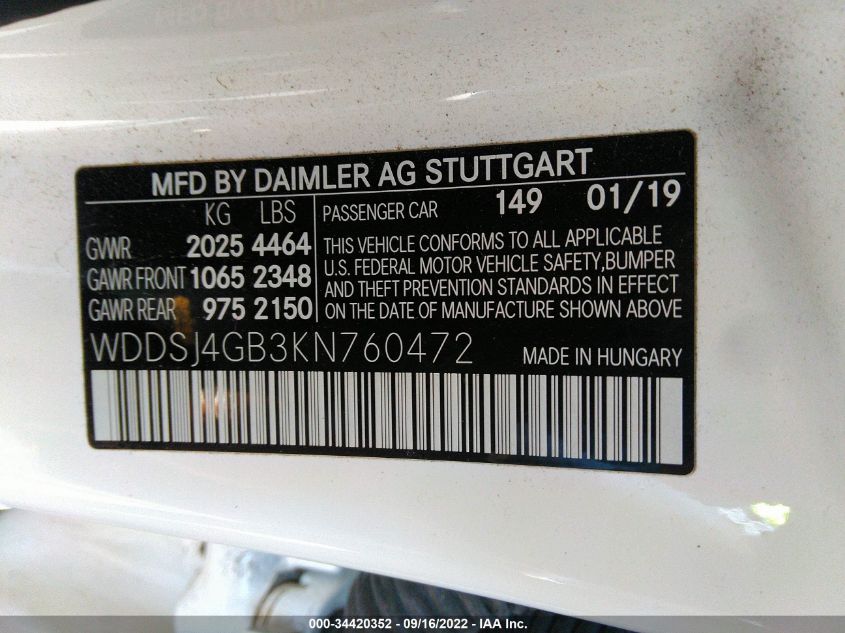 MFD BY DAIMLER AG STUTTGART
KG LBS
PASSENGER CAR 149 01/19
GVWR 2025 4464
GAWR FRONT 1065 2348
GAWR REAR 975 2150
THIS VEHICLE CONFORMS TO ALL APPLICABLE
U.S. FEDERAL MOTOR VEHICLE SAFETY,BUMPER
AND THEFT PREVENTION STANDARDS IN EFFECT
ON THE DATE OF MANUFACTURE SHOWN ABOVE
WDDSJ4GB3KN760472
MADE IN HUNGARY
000-34420352 - 09/16/2022 - IAA Inc.